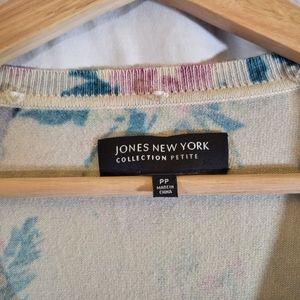 JONES NEW YORK
COLLECTION PETITE
PP
MADE IN
CHINA